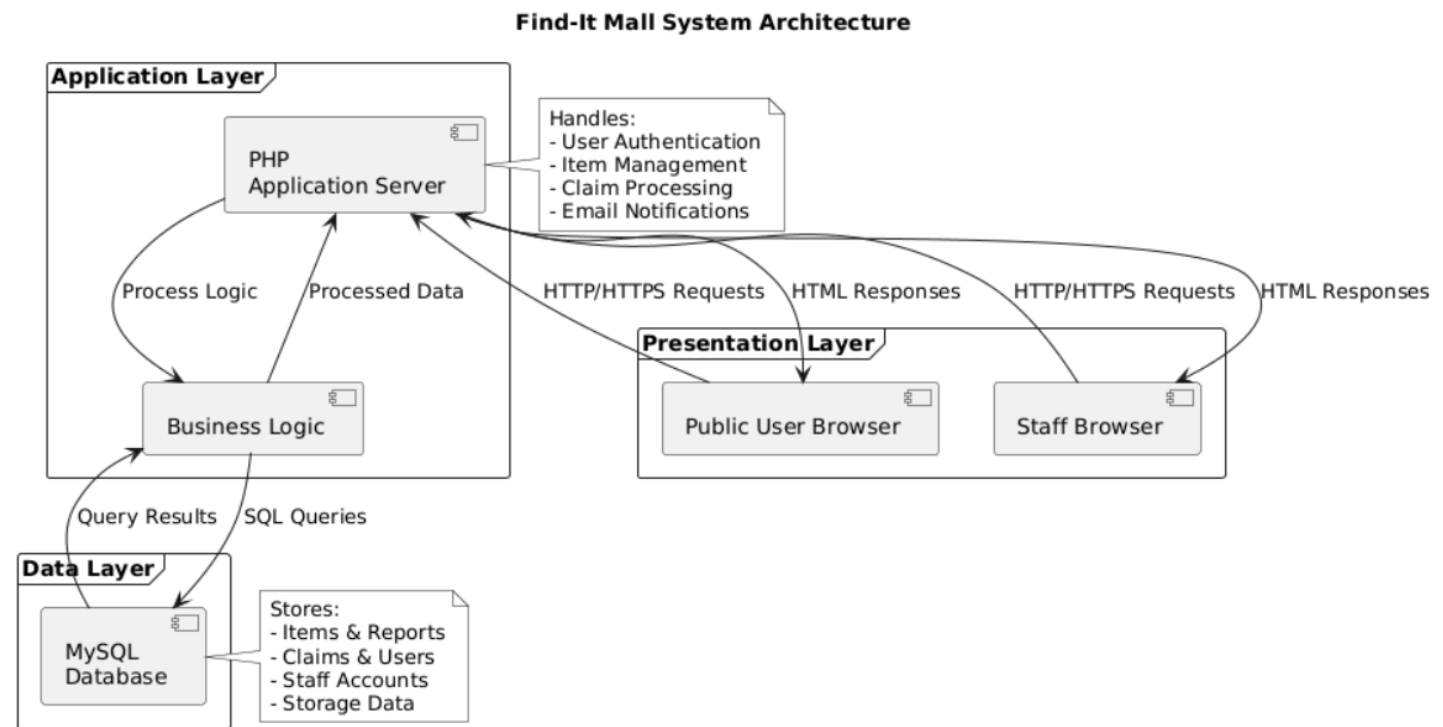 Find-It Mall System Architecture
Application Layer
PHP
Application Server
Handles:
- User Authentication
- Item Management
- Claim Processing
- Email Notifications
Process Logic
Processed Data
HTTP/HTTPS Requests
HTML Responses
HTTP/HTTPS Requests
HTML Responses
Presentation Layer
Business Logic
Public User Browser
Staff Browser
Query Results
SQL Queries
Data Layer
MySQL
Database
Stores:
- Items & Reports
- Claims & Users
- Staff Accounts
- Storage Data